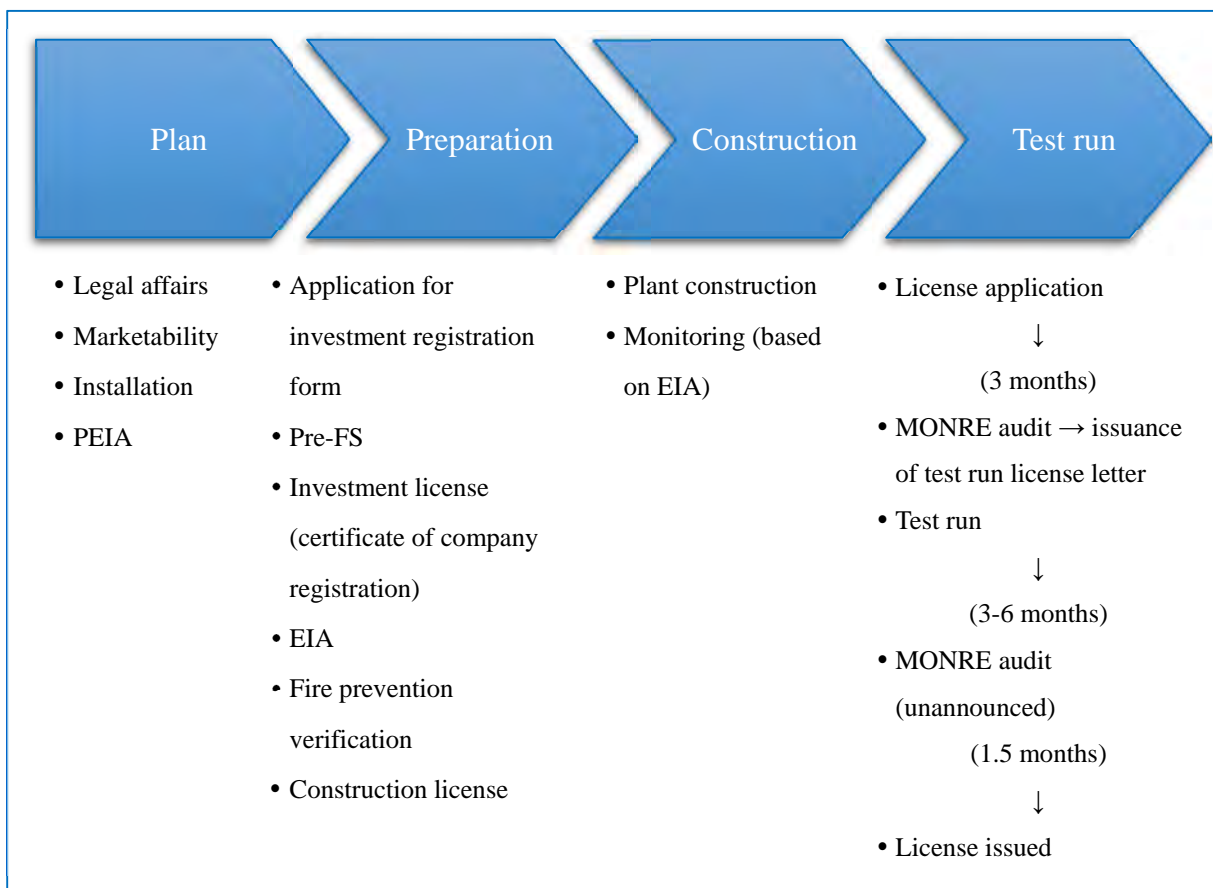 Plan
Preparation
Construction
Test run
• Legal affairs
• Marketability
• Installation
• PEIA
• Application for
investment registration
form
• Pre-FS
• Investment license
(certificate of company
registration)
• EIA
• Fire prevention
verification
• Construction license
• Plant construction
• Monitoring (based
on EIA)
• License application
↓
(3 months)
• MONRE audit → issuance
of test run license letter
• Test run
↓
(3-6 months)
• MONRE audit
(unannounced)
(1.5 months)
↓
• License issued